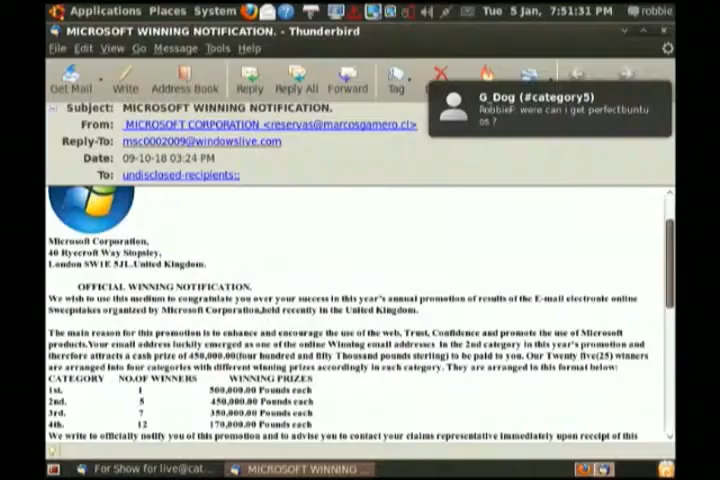 Applications Places System Tue 5 Jan, 7:51:31 PM robbie
MICROSOFT WINNING NOTIFICATION. - Thunderbird
File Edit View Go Message Tools Help
Get Mail Write Address Book Reply Reply All Forward Tag
G_Dog (#category5)
RobbieF: were can i get perfectbuntu
os ?
Subject: MICROSOFT WINNING NOTIFICATION.
From: MICROSOFT CORPORATION <reservas@marcosgamero.cl>
Reply-To: msc0002009@windowslive.com
Date: 09-10-18 03:24 PM
To: undisclosed-recipients:;
Microsoft Corporation,
40 Ryecroft Way Stopsley,
London SW1E 5JL.United Kingdom.
OFFICIAL WINNING NOTIFICATION.
We wish to use this medium to congratulate you over your success in this year's annual promotion of results of the E-mail electronic online
Sweepstakes organized by Microsoft Corporation,held recently in the United Kingdom.
The main reason for this promotion is to enhance and encourage the use of the web, Trust, Confidence and promote the use of Microsoft
products.Your email address luckily emerged as one of the online Winning email addresses in the 2nd category in this year's promotion and
therefore attracts a cash prize of 450,000.00(four hundred and fifty Thousand pounds sterling) to be paid to you. Our Twenty five(25) winners
are arranged into four categories with different winning prizes accordingly in each category. They are arranged in this format below:
CATEGORY NO.OF WINNERS WINNING PRIZES
1st. 1 500,000.00 Pounds each
2nd. 5 450,000.00 Pounds each
3rd. 7 350,000.00 Pounds each
4th. 12 170,000.00 Pounds each
We write to officially notify you of this promotion and to advise you to contact your claims representative immediately upon receipt of this
For Show for live@cat... MICROSOFT WINNING ...